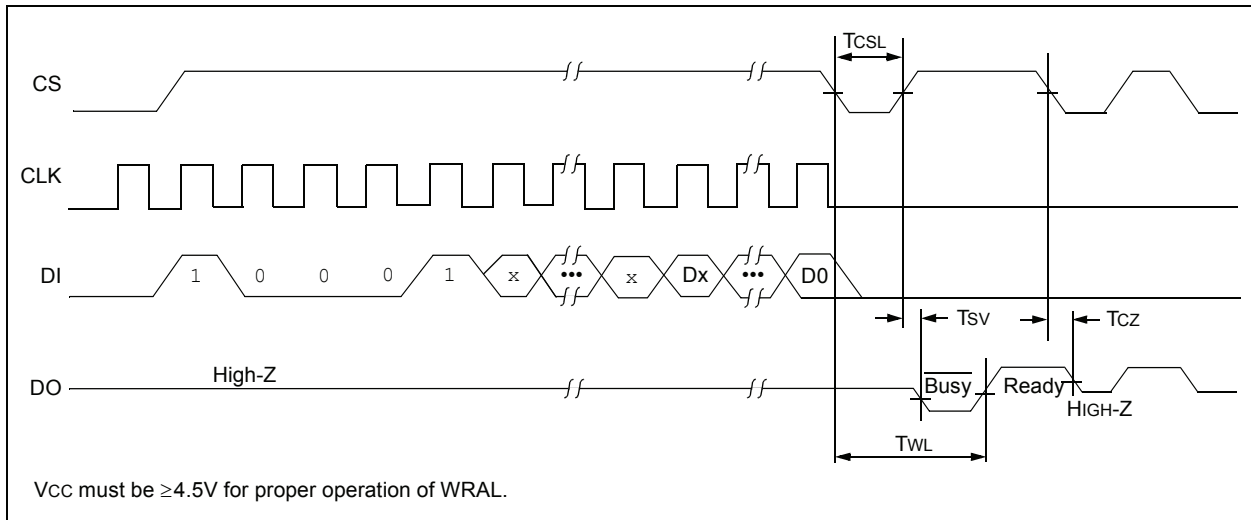 TCSL
CS
CLK
DI 1 0 0 0 1 x ••• x Dx ••• D0
TSV TCZ
High-Z
DO Busy Ready
HIGH-Z
TWL
VCC must be ≥4.5V for proper operation of WRAL.